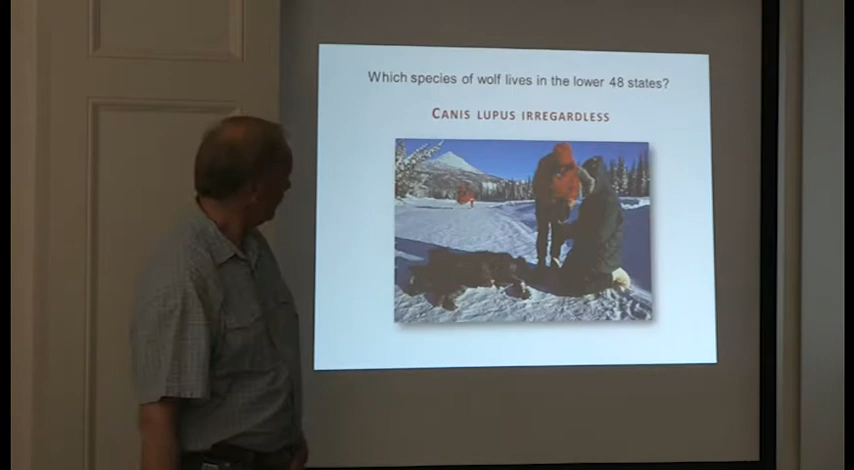 Which species of wolf lives in the lower 48 states?
CANIS LUPUS IRREGARDLESS